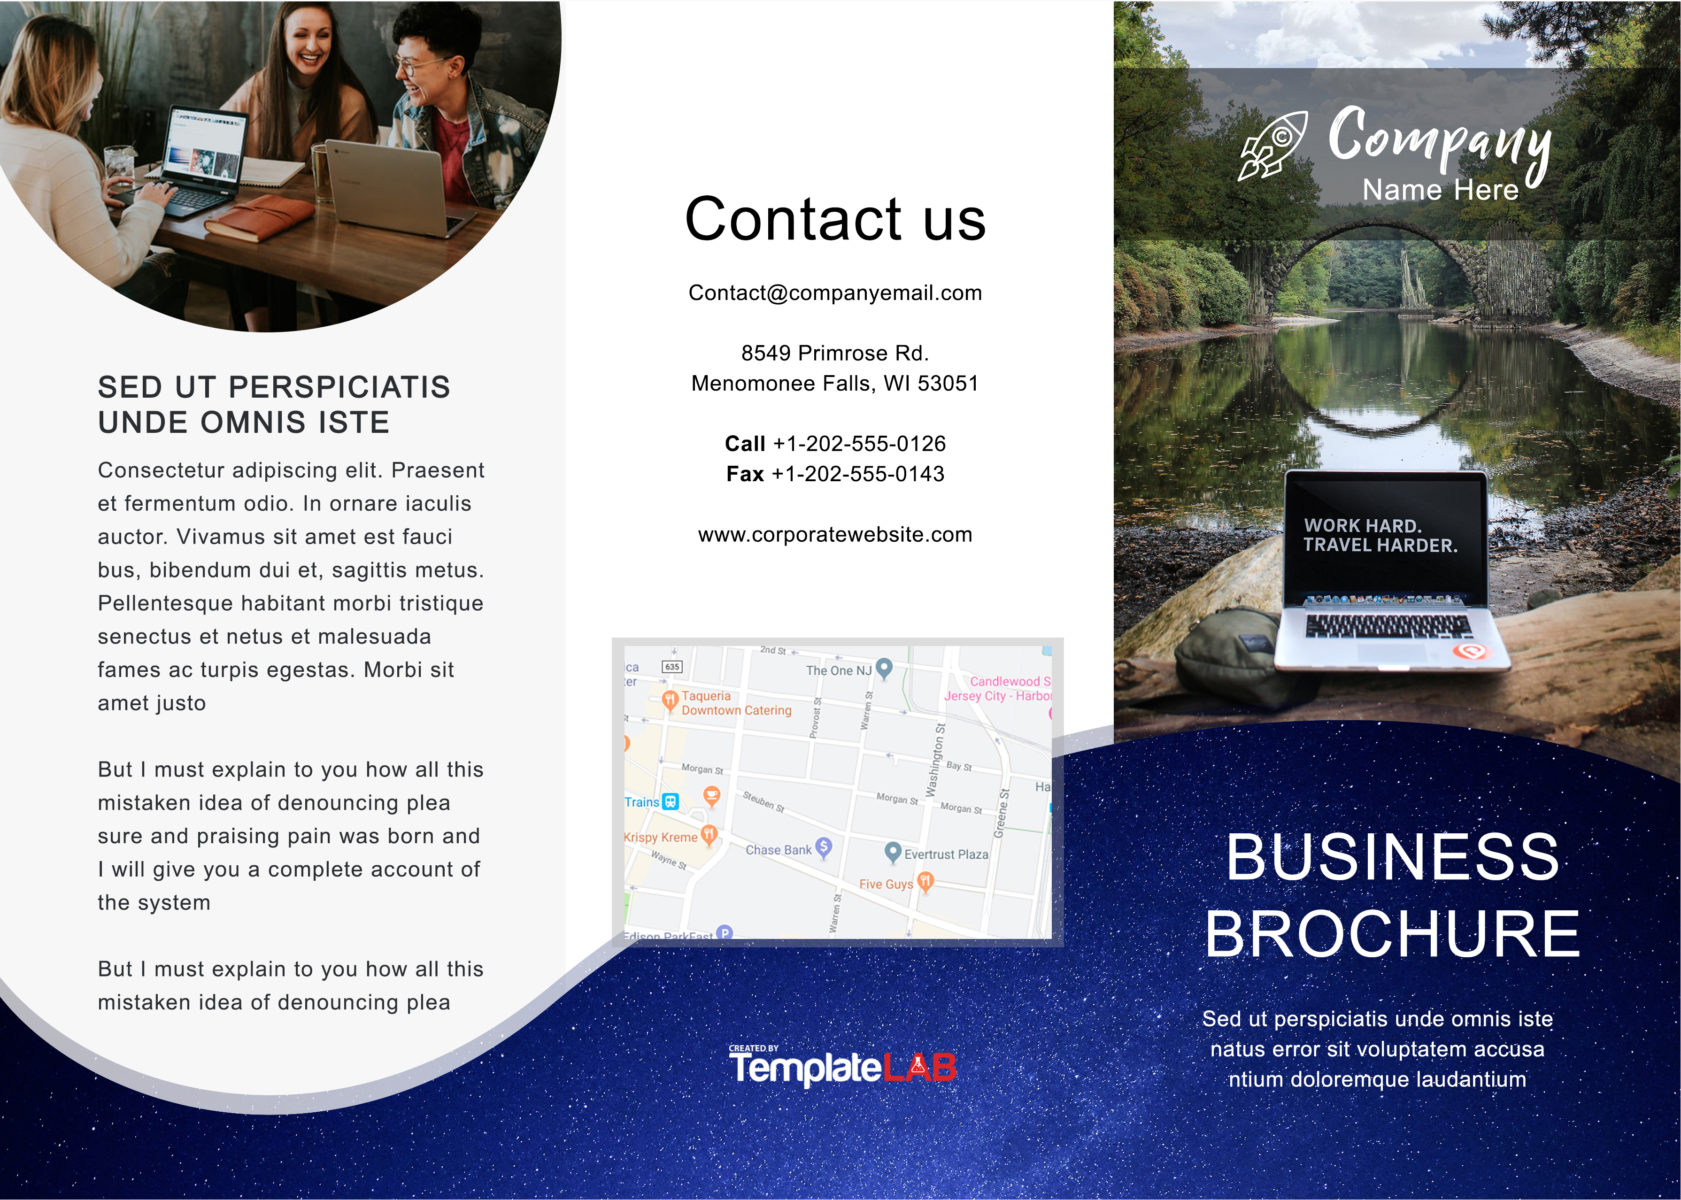 SED UT PERSPICIATIS
UNDE OMNIS ISTE
Consectetur adipiscing elit. Praesent
et fermentum odio. In ornare iaculis
auctor. Vivamus sit amet est fauci
bus, bibendum dui et, sagittis metus.
Pellentesque habitant morbi tristique
senectus et netus et malesuada
fames ac turpis egestas. Morbi sit
amet justo
But I must explain to you how all this
mistaken idea of denouncing plea
sure and praising pain was born and
I will give you a complete account of
the system
But I must explain to you how all this
mistaken idea of denouncing plea
Contact us
Contact@companyemail.com
8549 Primrose Rd.
Menomonee Falls, WI 53051
Call +1-202-555-0126
Fax +1-202-555-0143
www.corporatewebsite.com
2nd St
635
The One NJ
ca
er
Candlewood S
Jersey City - Harbor
Taqueria
Downtown Catering
Provost St
Warren St
Washington St
Bay St
Morgan St
Ha
Trains
Steuben St
Morgan St
Morgan St
Greene St
Krispy Kreme
Chase Bank
Evertrust Plaza
Wayne St
Five Guys
Warren St
Edison ParkFast
P
CREATED BY
TemplateLAB
Company
Name Here
WORK HARD.
TRAVEL HARDER.
BUSINESS
BROCHURE
Sed ut perspiciatis unde omnis iste
natus error sit voluptatem accusa
ntium doloremque laudantium